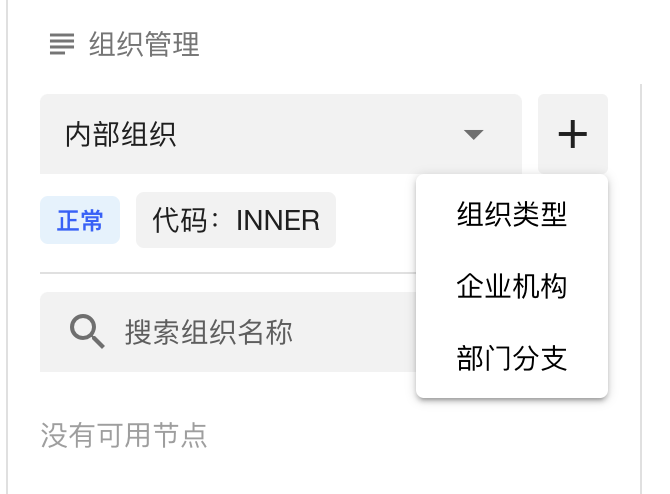 组织管理
内部组织
正常
代码：INNER
组织类型
企业机构
部门分支
搜索组织名称
没有可用节点